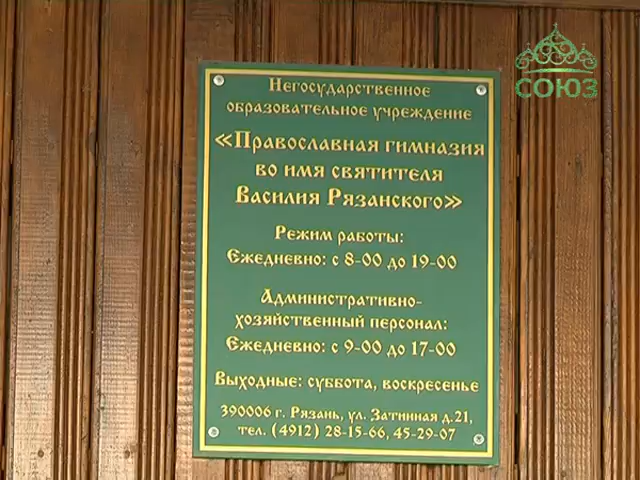 СОЮЗ
Негосударственное
образовательное учреждение
«Православная гимназия
во имя святителя
Василия Рязанского»
Режим работы:
Ежедневно: с 8-00 до 19-00
Административно-
хозяйственный персонал:
Ежедневно: с 9-00 до 17-00
Выходные: суббота, воскресенье
390006 г. Рязань, ул. Затинная д.21,
тел. (4912) 28-15-66, 45-29-07